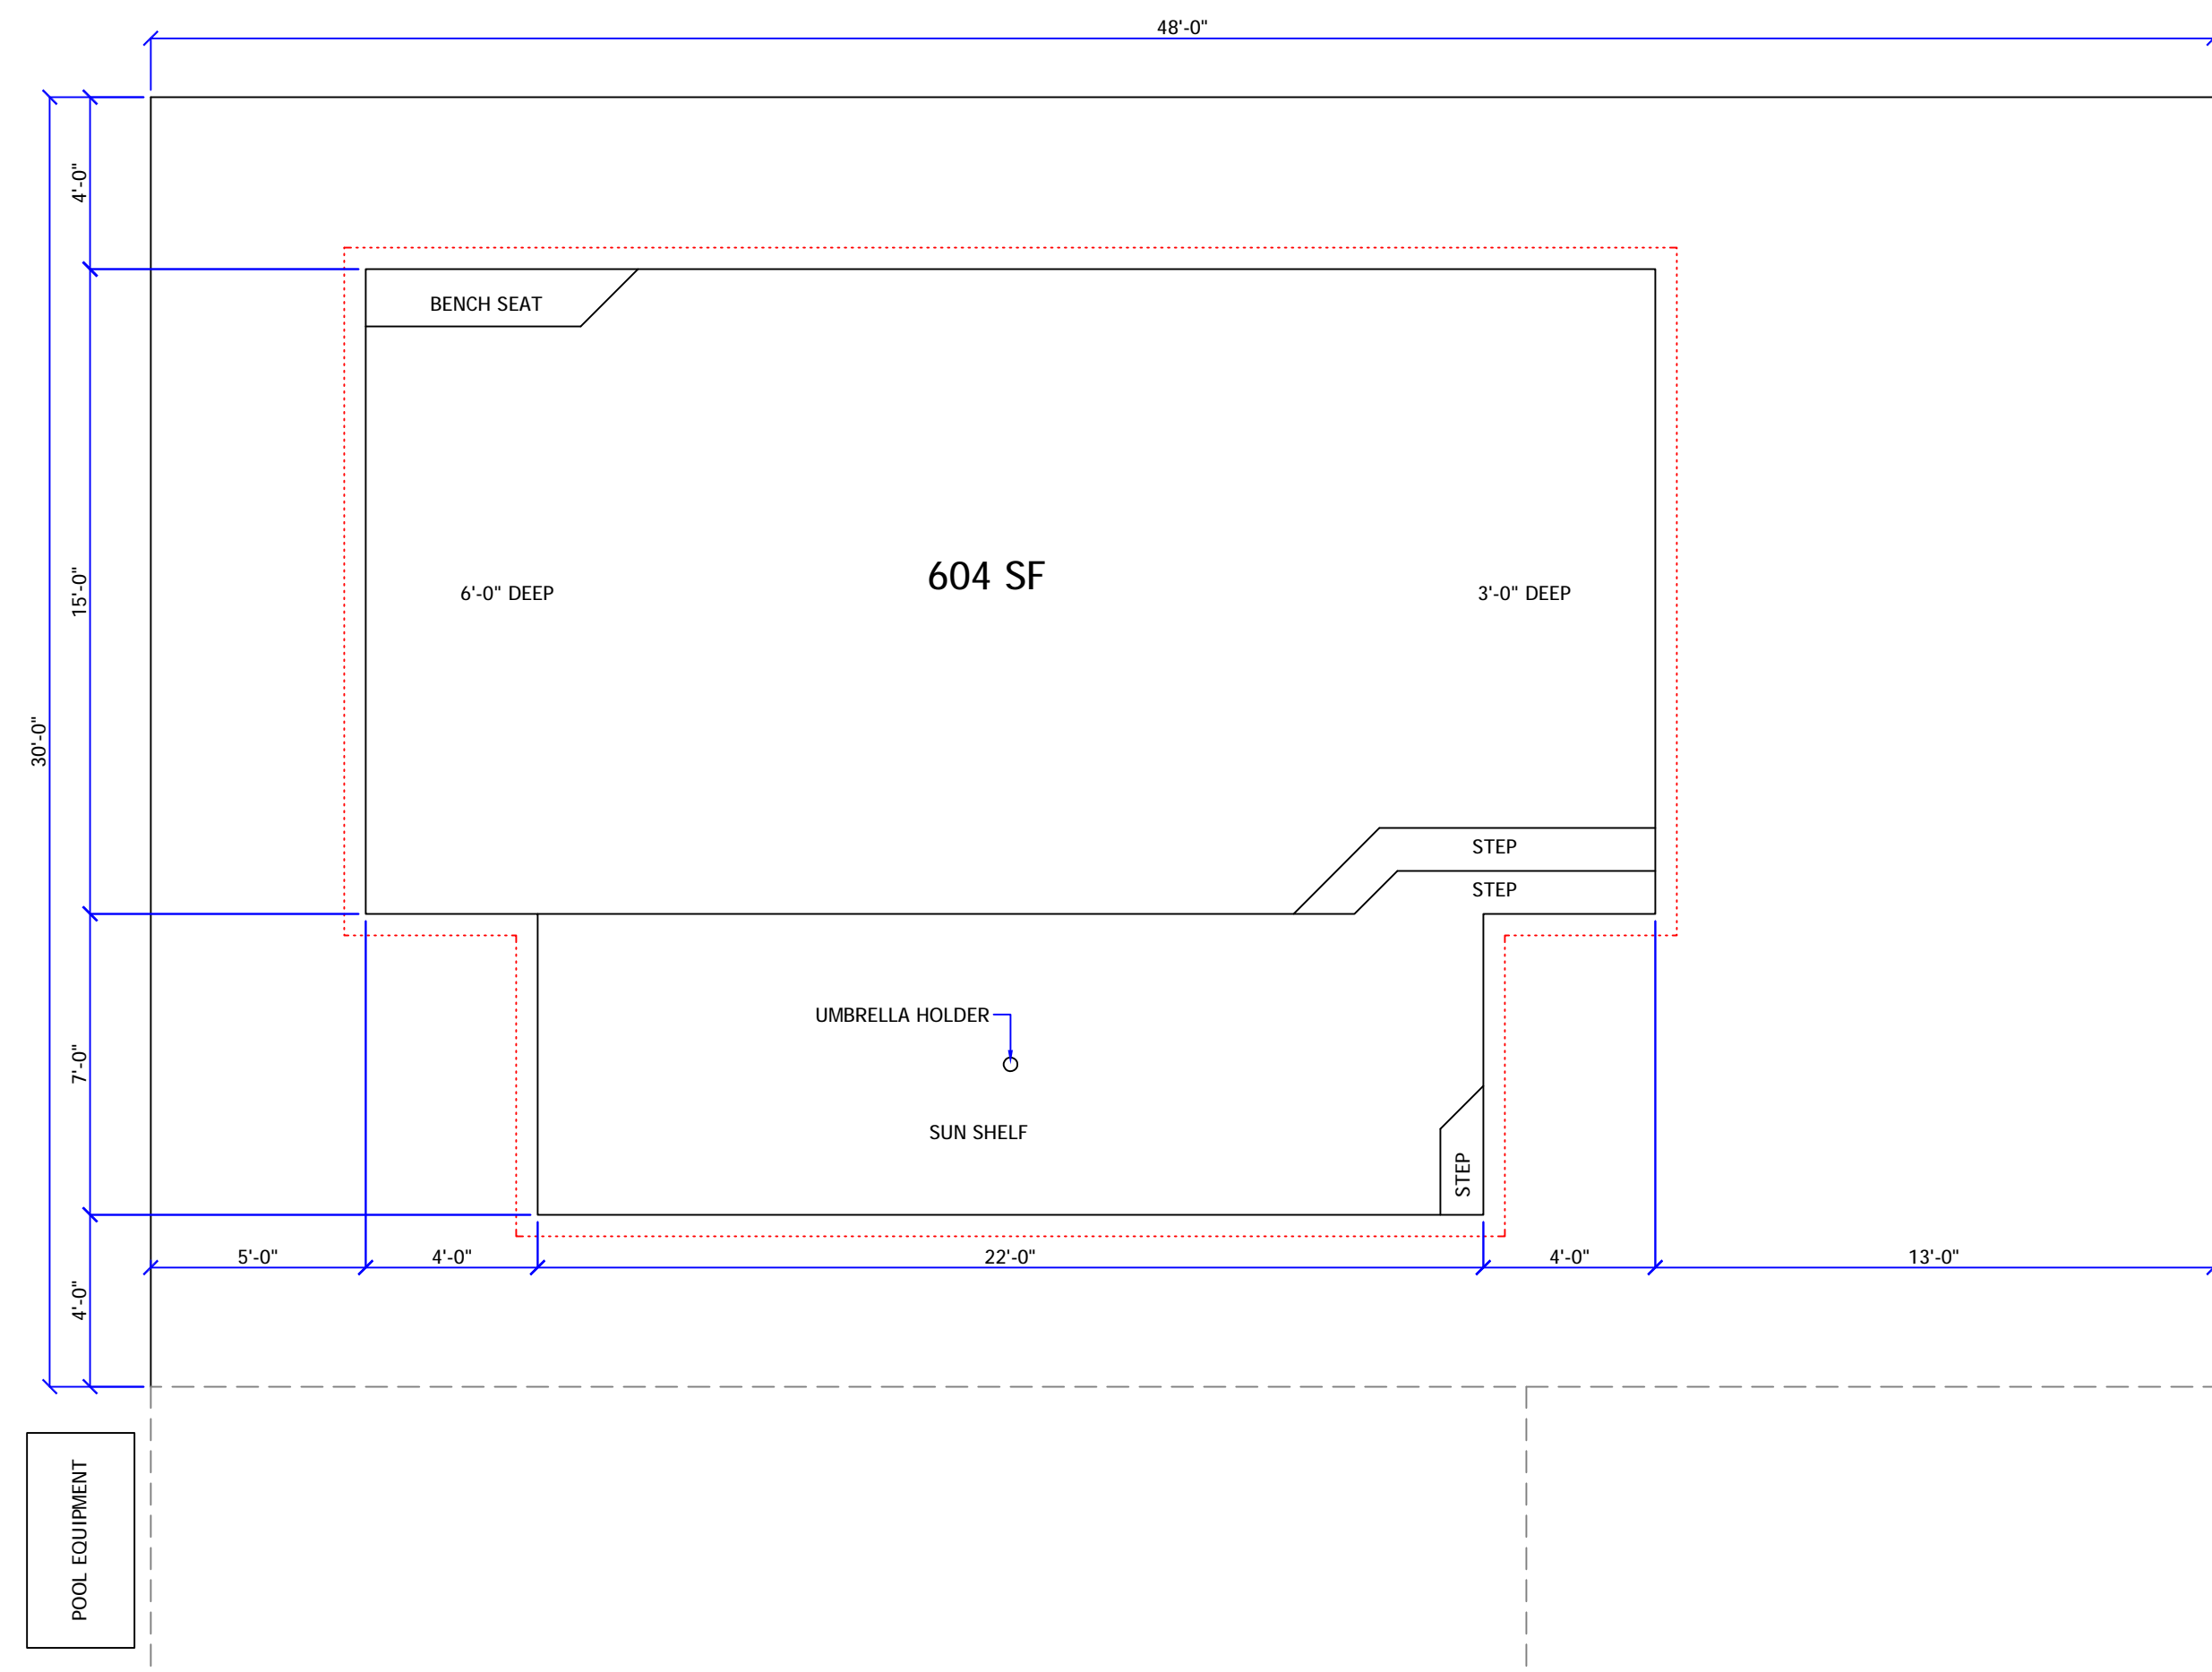 48'-0"
4'-0"
BENCH SEAT
604 SF
6'-0" DEEP
3'-0" DEEP
15'-0"
30'-0"
STEP
STEP
UMBRELLA HOLDER
7'-0"
SUN SHELF
STEP
5'-0"
4'-0"
22'-0"
4'-0"
13'-0"
4'-0"
POOL EQUIPMENT